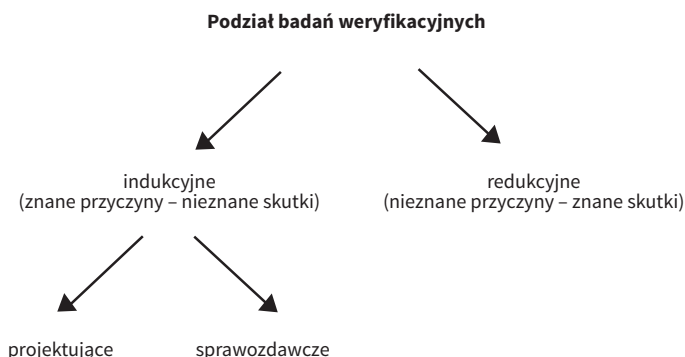 Podział badań weryfikacyjnych
indukcyjne
(znane przyczyny – nieznane skutki)
redukcyjne
(nieznane przyczyny – znane skutki)
projektujące
sprawozdawcze